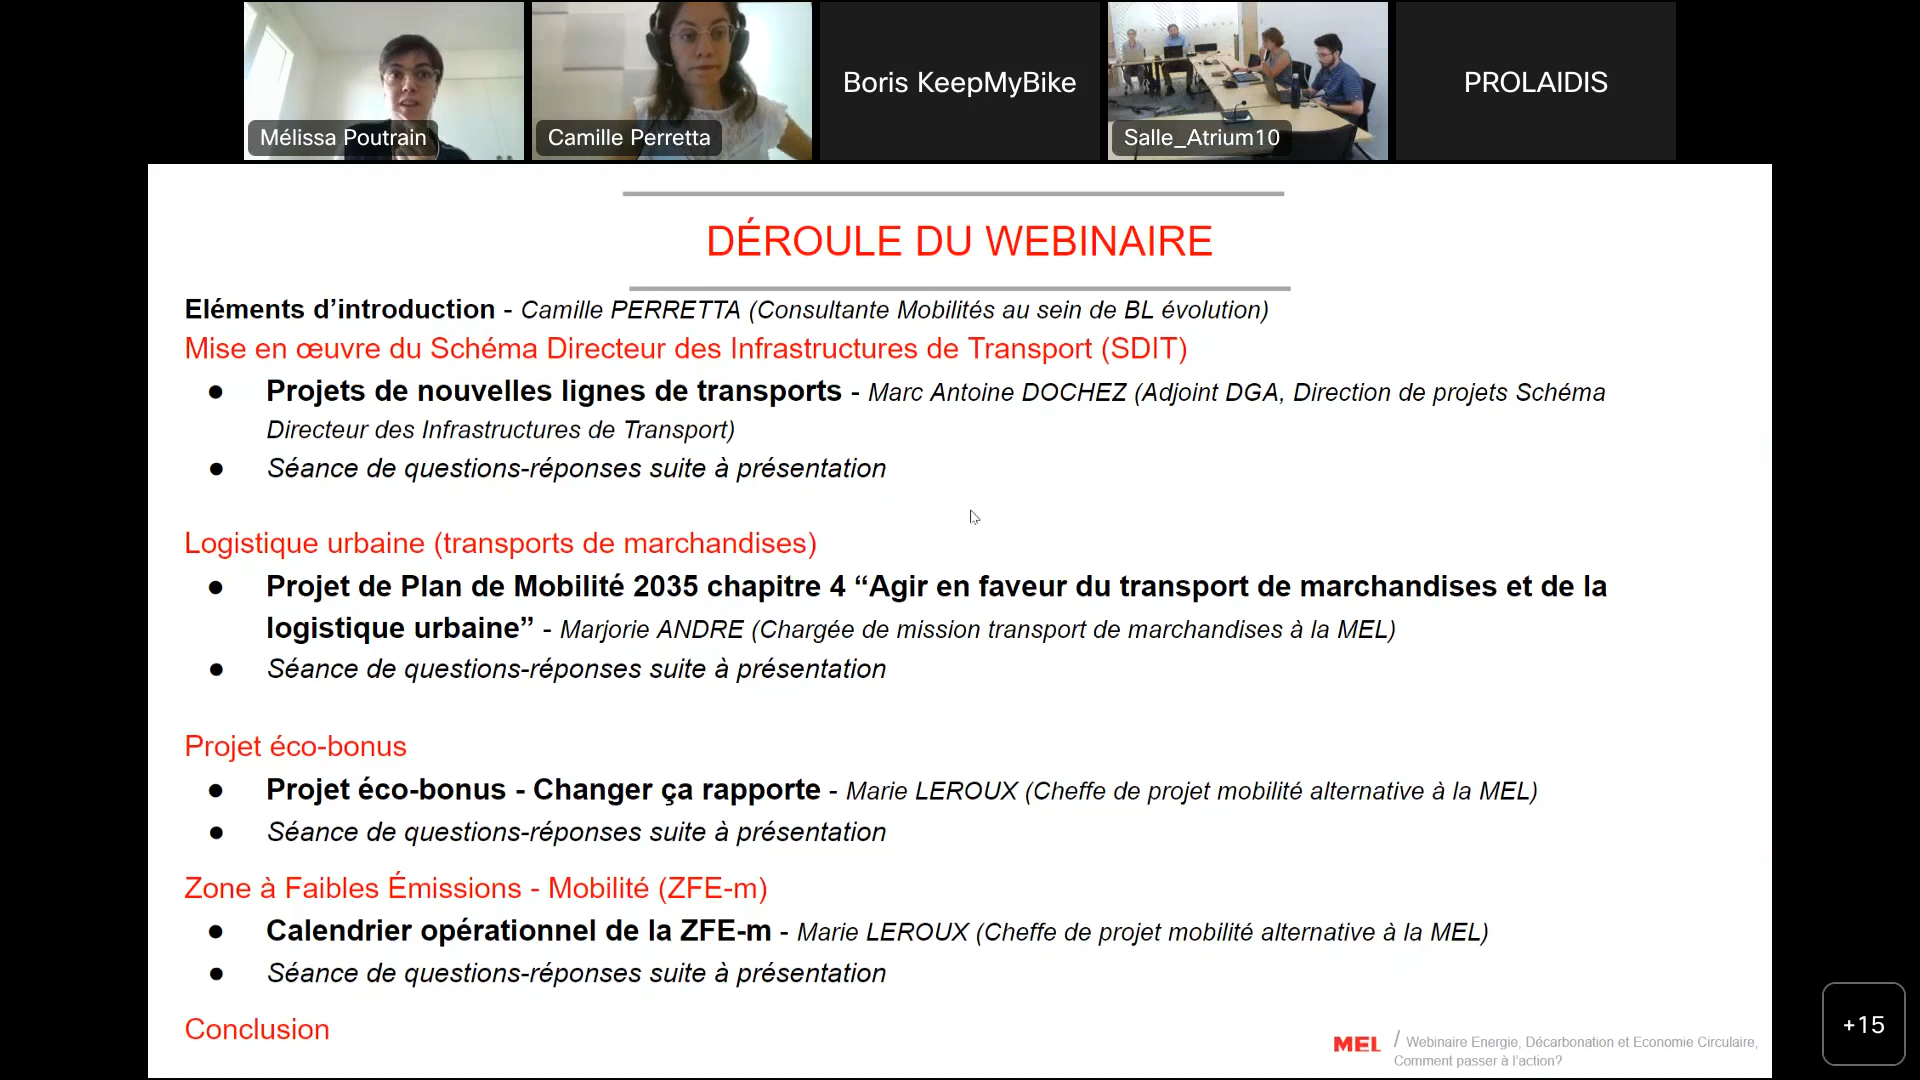 Mélissa Poutrain
Camille Perretta
Boris KeepMyBike
Salle_Atrium10
PROLAIDIS
DÉROULE DU WEBINAIRE
Eléments d’introduction - Camille PERRETTA (Consultante Mobilités au sein de BL évolution)
Mise en œuvre du Schéma Directeur des Infrastructures de Transport (SDIT)
● Projets de nouvelles lignes de transports - Marc Antoine DOCHEZ (Adjoint DGA, Direction de projets Schéma
Directeur des Infrastructures de Transport)
● Séance de questions-réponses suite à présentation
Logistique urbaine (transports de marchandises)
● Projet de Plan de Mobilité 2035 chapitre 4 “Agir en faveur du transport de marchandises et de la
logistique urbaine” - Marjorie ANDRE (Chargée de mission transport de marchandises à la MEL)
● Séance de questions-réponses suite à présentation
Projet éco-bonus
● Projet éco-bonus - Changer ça rapporte - Marie LEROUX (Cheffe de projet mobilité alternative à la MEL)
● Séance de questions-réponses suite à présentation
Zone à Faibles Émissions - Mobilité (ZFE-m)
● Calendrier opérationnel de la ZFE-m - Marie LEROUX (Cheffe de projet mobilité alternative à la MEL)
● Séance de questions-réponses suite à présentation
Conclusion
MEL / Webinaire Energie, Décarbonation et Economie Circulaire,
Comment passer à l’action?
+15